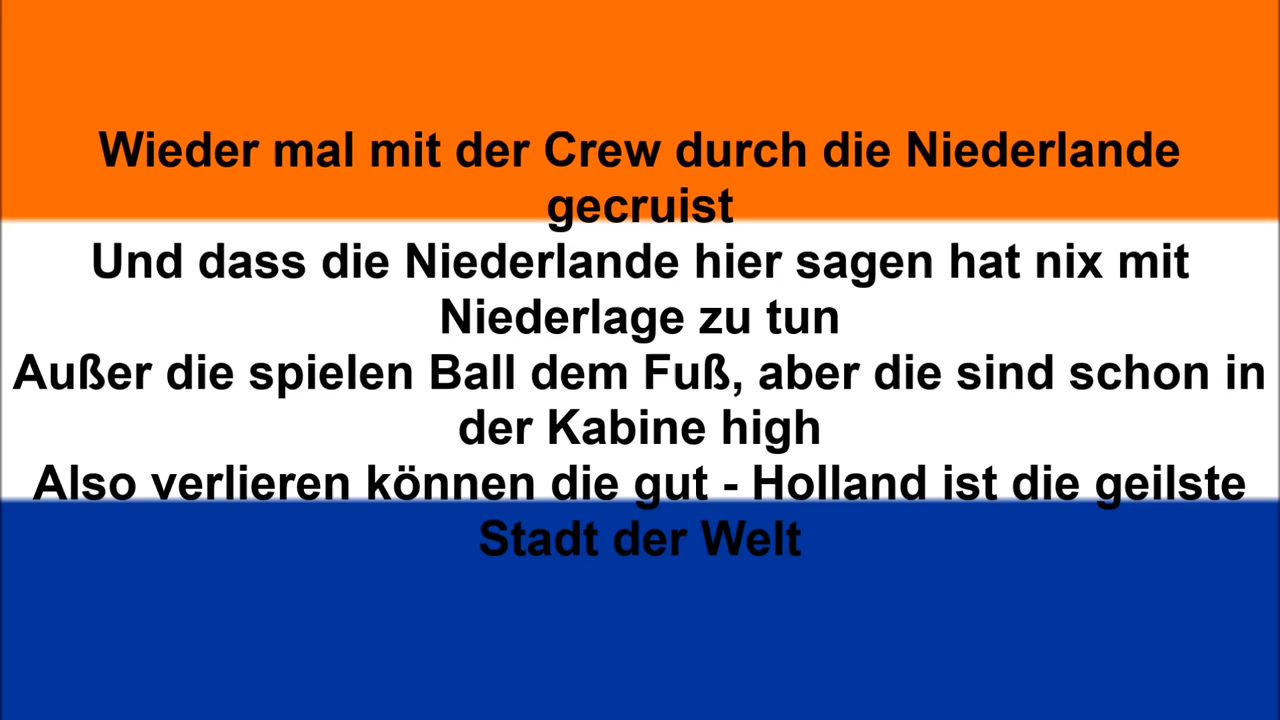 Wieder mal mit der Crew durch die Niederlande
gecruist
Und dass die Niederlande hier sagen hat nix mit
Niederlage zu tun
Außer die spielen Ball dem Fuß, aber die sind schon in
der Kabine high
Also verlieren können die gut - Holland ist die geilste
Stadt der Welt